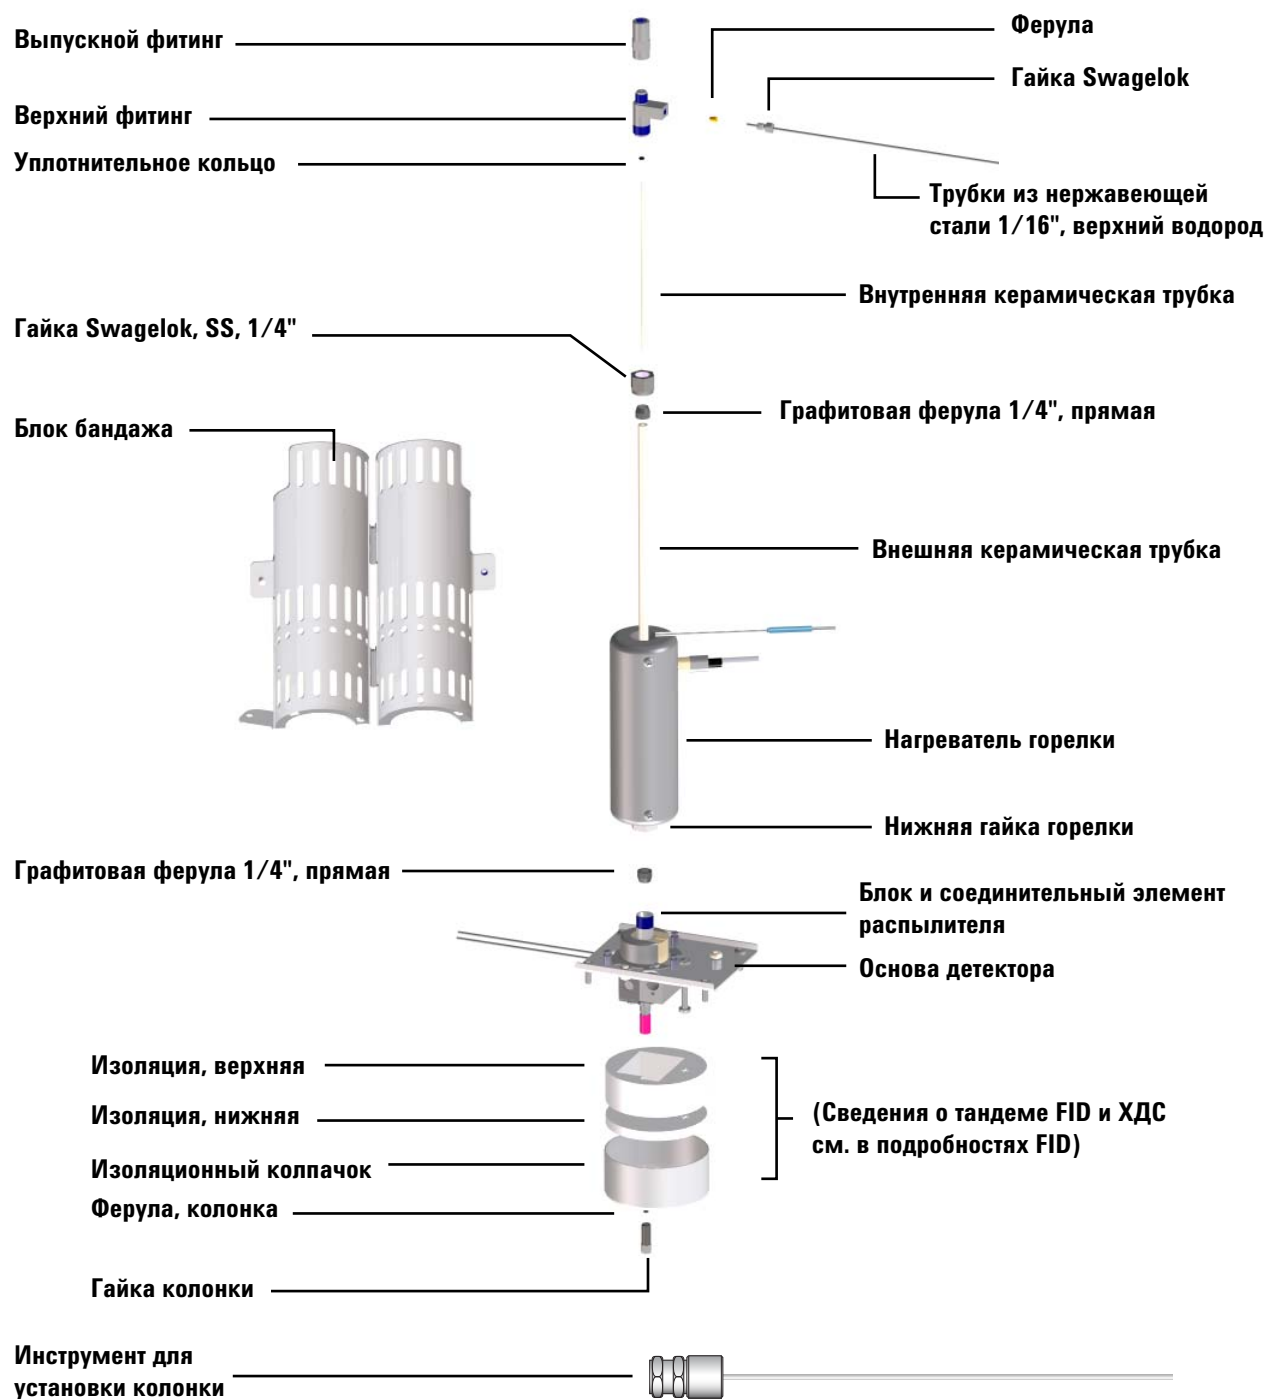 Выпускной фитинг
Ферула
Гайка Swagelok
Верхний фитинг
Уплотнительное кольцо
Трубки из нержавеющей
стали 1/16", верхний водород
Внутренняя керамическая трубка
Гайка Swagelok, SS, 1/4"
Графитовая ферула 1/4", прямая
Блок бандажа
Внешняя керамическая трубка
Нагреватель горелки
Нижняя гайка горелки
Графитовая ферула 1/4", прямая
Блок и соединительный элемент
распылителя
Основа детектора
Изоляция, верхняя
Изоляция, нижняя
(Сведения о тандеме FID и ХДС
см. в подробностях FID)
Изоляционный колпачок
Ферула, колонка
Гайка колонки
Инструмент для
установки колонки